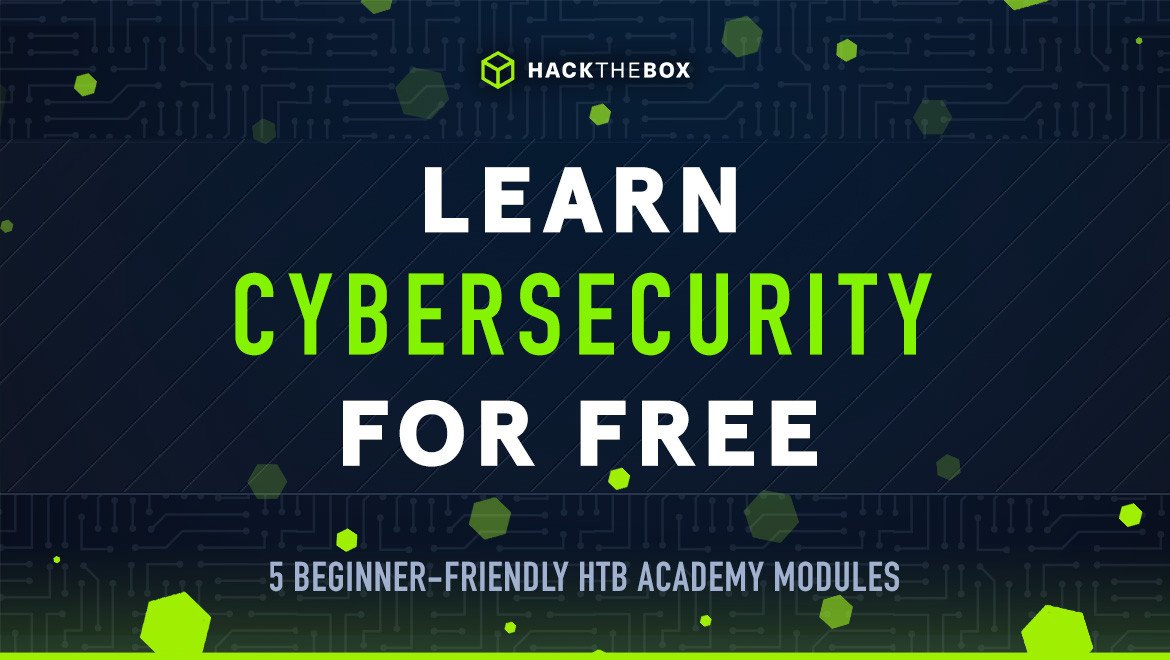 HACKTHEBOX
LEARN
CYBERSECURITY
FOR FREE
5 BEGINNER-FRIENDLY HTB ACADEMY MODULES